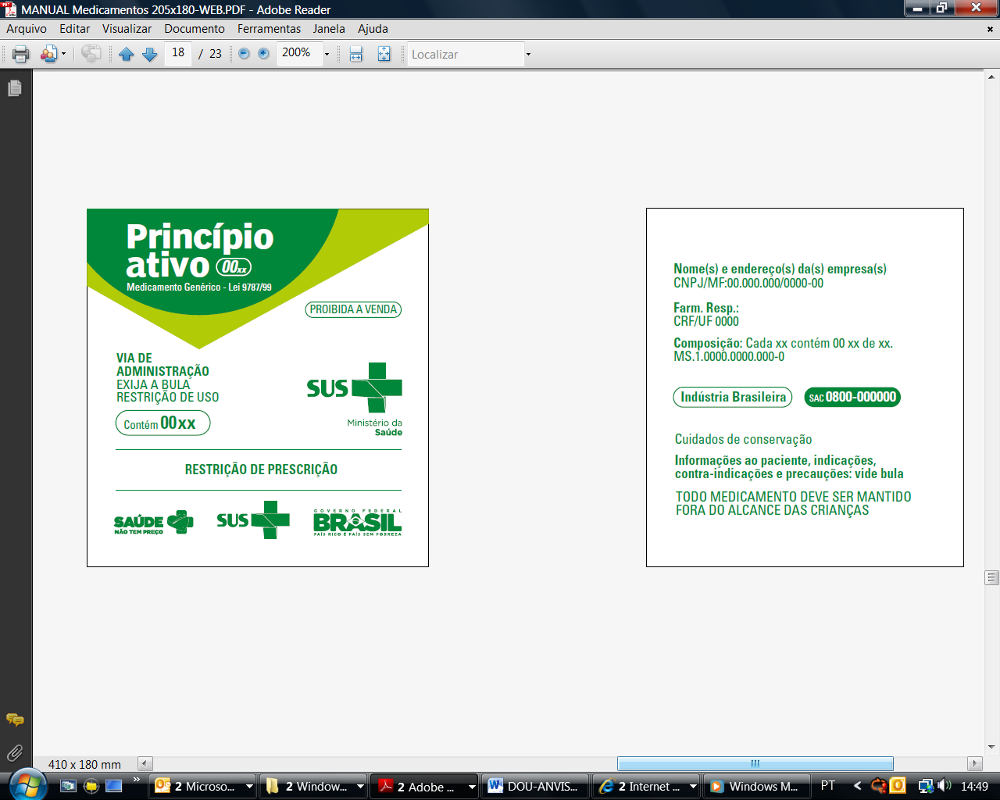 MANUAL Medicamentos 205x180-WEB.PDF - Adobe Reader
Arquivo Editar Visualizar Documento Ferramentas Janela Ajuda
18 / 23 200% Localizar
Princípio
ativo 00xx
Medicamento Genérico - Lei 9787/99
PROIBIDA A VENDA
VIA DE
ADMINISTRAÇÃO
EXIJA A BULA
RESTRIÇÃO DE USO
Contém 00xx
SUS
Ministério da
Saúde
RESTRIÇÃO DE PRESCRIÇÃO
SAÚDE
NÃO TEM PREÇO
SUS
GOVERNO FEDERAL
BRASIL
PAÍS RICO É PAÍS SEM POBREZA
Nome(s) e endereço(s) da(s) empresa(s)
CNPJ/MF:00.000.000/0000-00
Farm. Resp.:
CRF/UF 0000
Composição: Cada xx contém 00 xx de xx.
MS.1.0000.0000.000-0
Indústria Brasileira SAC 0800-000000
Cuidados de conservação
Informações ao paciente, indicações,
contra-indicações e precauções: vide bula
TODO MEDICAMENTO DEVE SER MANTIDO
FORA DO ALCANCE DAS CRIANÇAS
410 x 180 mm
2 Microso... 2 Window... 2 Adobe ... DOU-ANVIS... 2 Internet ... Windows M... PT 14:49